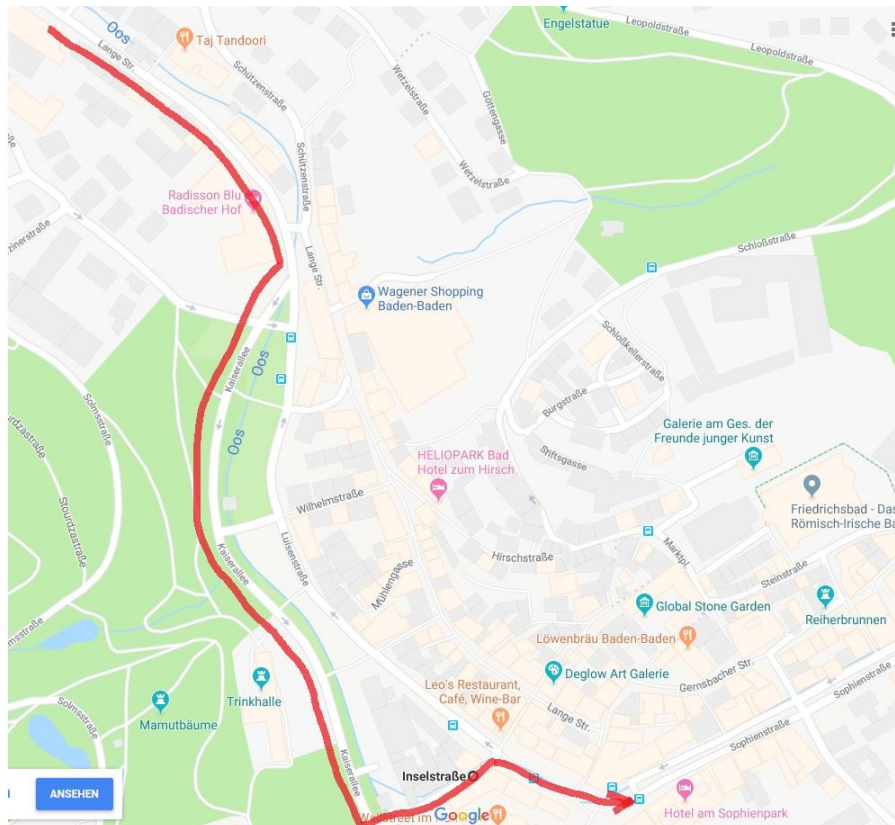 Engelstatue
Leopoldstraße
Leopoldstraße
Oos
Lange Str.
Taj Tandoori
Schützenstraße
Wetzelstraße
Göttengasse
Schützenstraße
Wetzelstraße
Radisson Blu
Badischer Hof
Lange Str.
Schloßstraße
Wagener Shopping
Baden-Baden
Kaiserallee
Oos
Schloßkellerstraße
Solmsstraße
Burgstraße
Stourdzastraße
Oos
Galerie am Ges. der
Freunde junger Kunst
HELIOPARK Bad
Hotel zum Hirsch
Stiftsgasse
Wilhelmstraße
Friedrichsbad - Das
Römisch-Irische Ba
Kaiserallee
Luisenstraße
Hirschstraße
Marktpl.
Mühlengasse
Steinstraße
Global Stone Garden
Reiherbrunnen
Löwenbräu Baden-Baden
Deglow Art Galerie
Gernsbacher Str.
Sophienstraße
Trinkhalle
Mamutbäume
Leo's Restaurant,
Café, Wine-Bar
Solmsstraße
Lange Str.
Sophienstraße
Kaiserallee
Inselstraße
ANSEHEN
Google
Hotel am Sophienpark